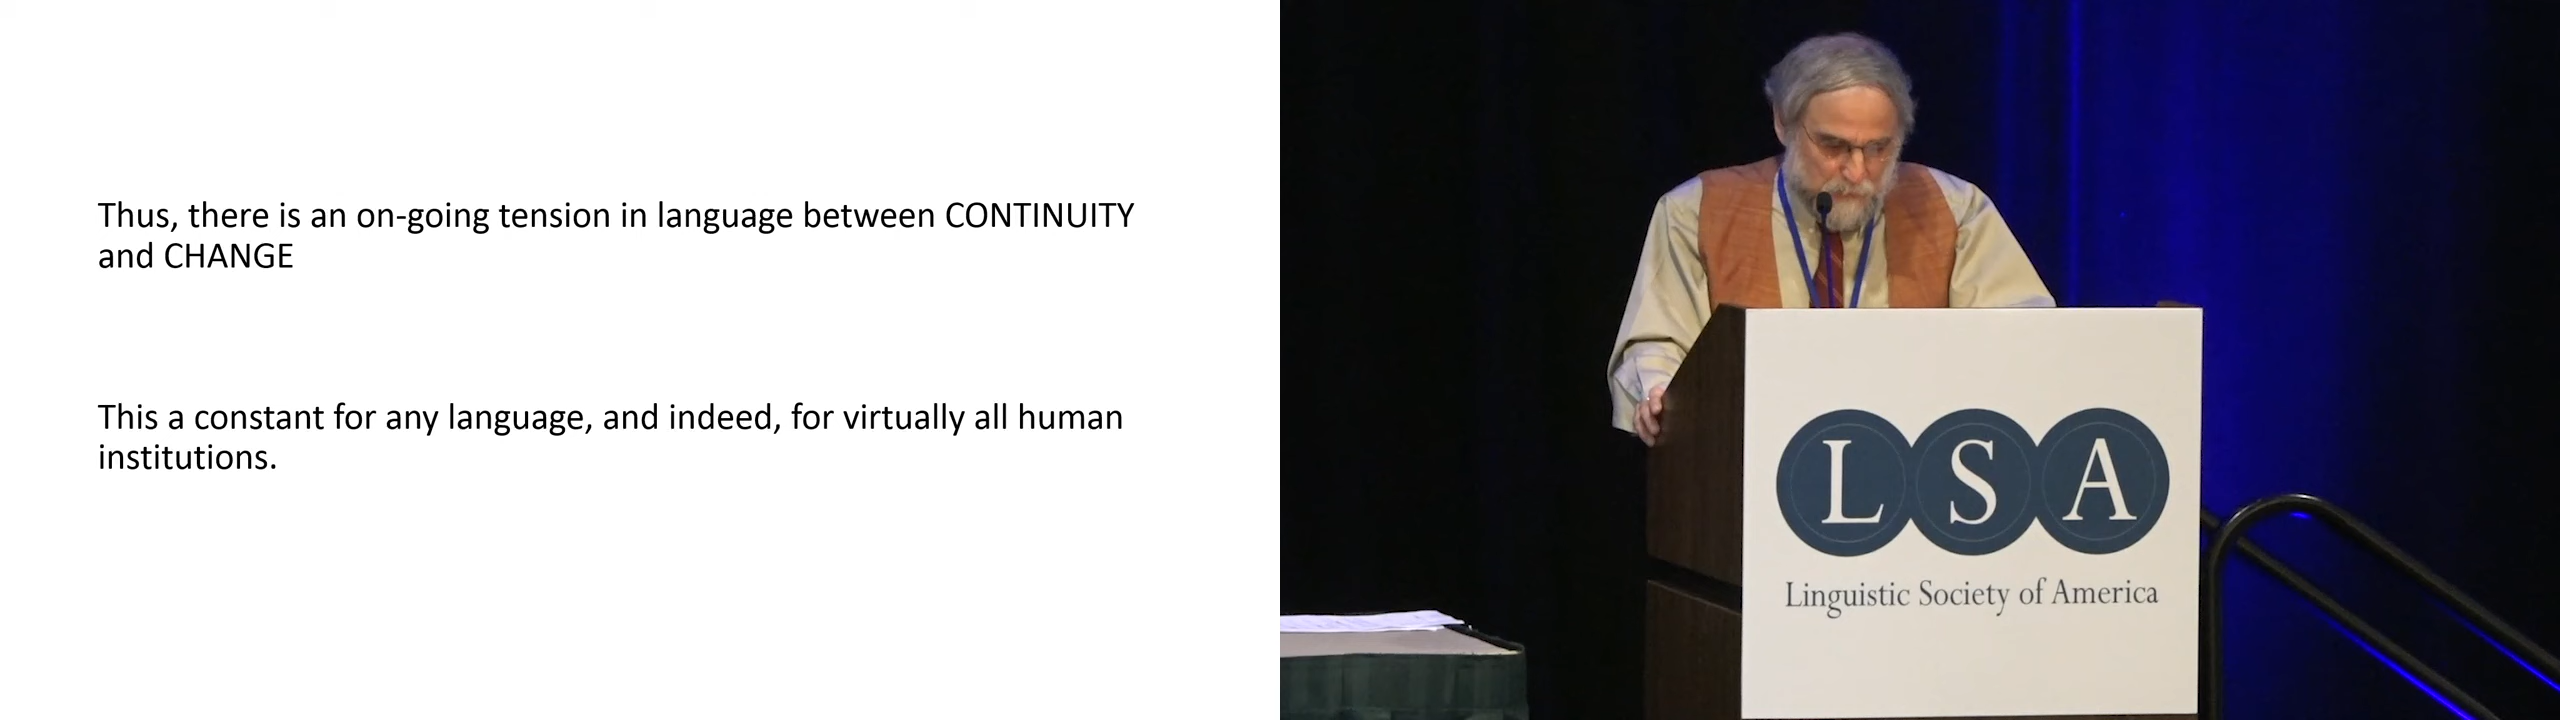 Thus, there is an on-going tension in language between CONTINUITY
and CHANGE
This a constant for any language, and indeed, for virtually all human
institutions.
LSA
Linguistic Society of America